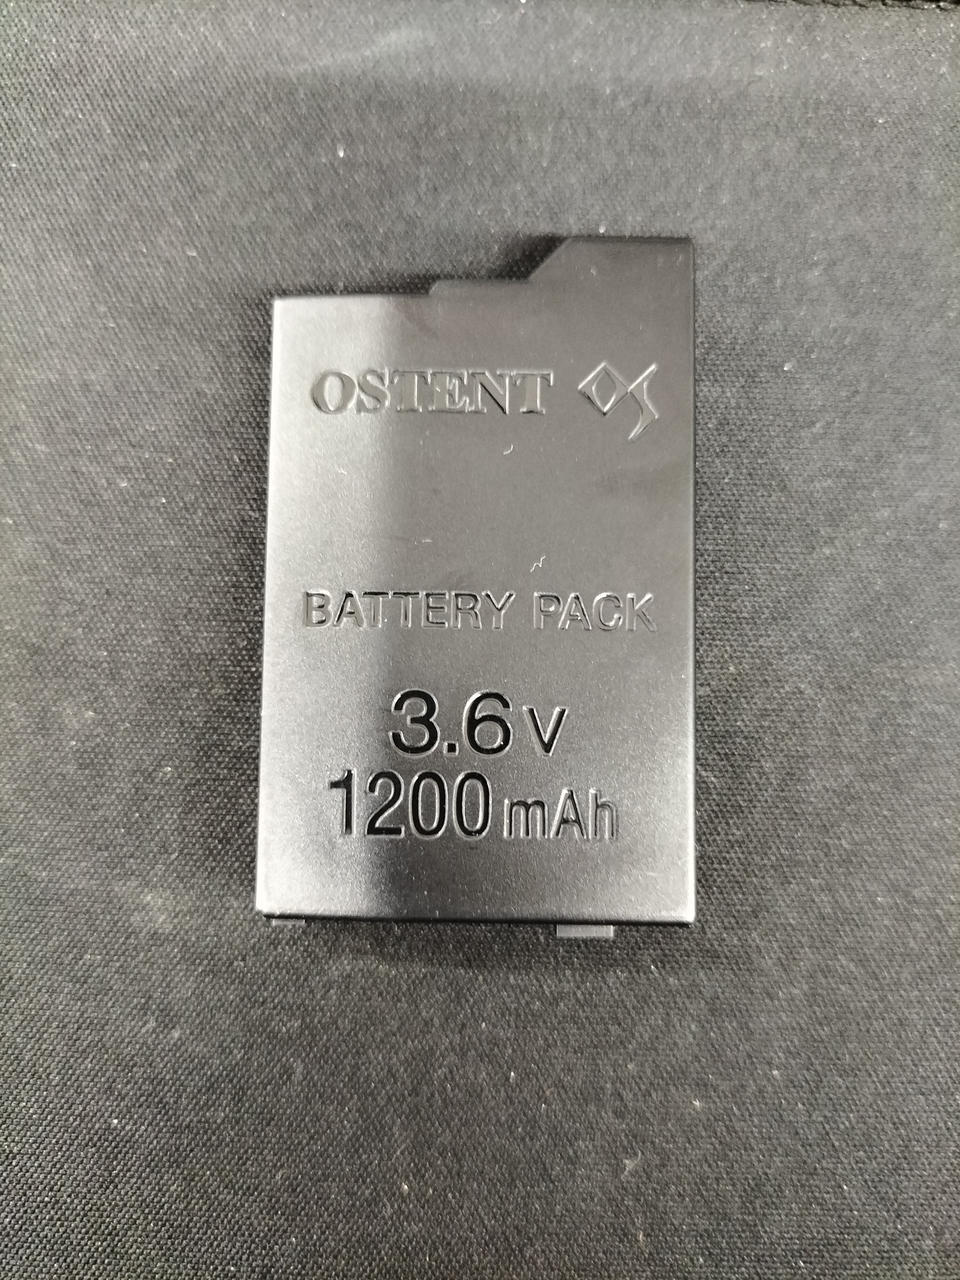 OSTENT
BATTERY PACK
3.6V
1200mAh